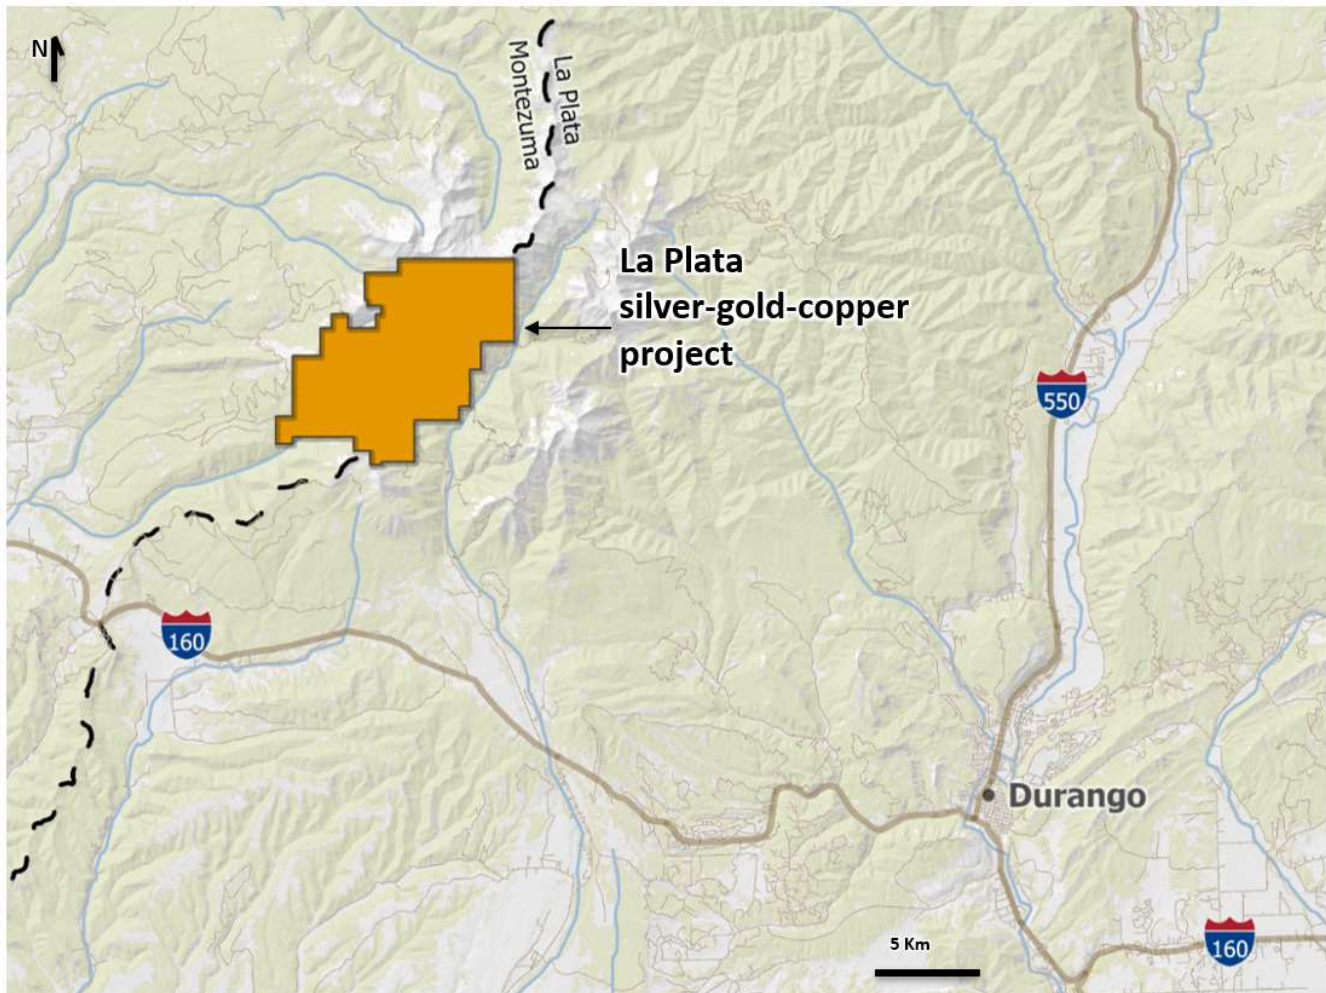 N
La Plata
Montezuma
La Plata
silver-gold-copper
project
550
160
Durango
5 Km
160